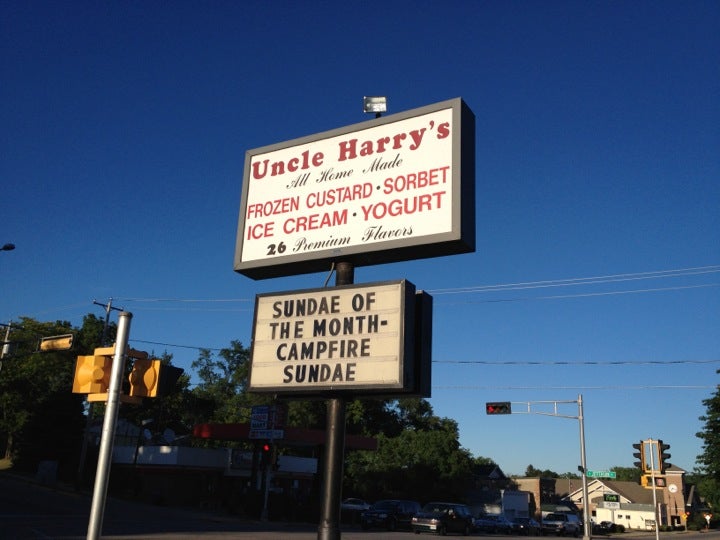 Uncle Harry's
All Home Made
FROZEN CUSTARD · SORBET
ICE CREAM · YOGURT
26 Premium Flavors
SUNDAE OF
THE MONTH-
CAMPFIRE
SUNDAE